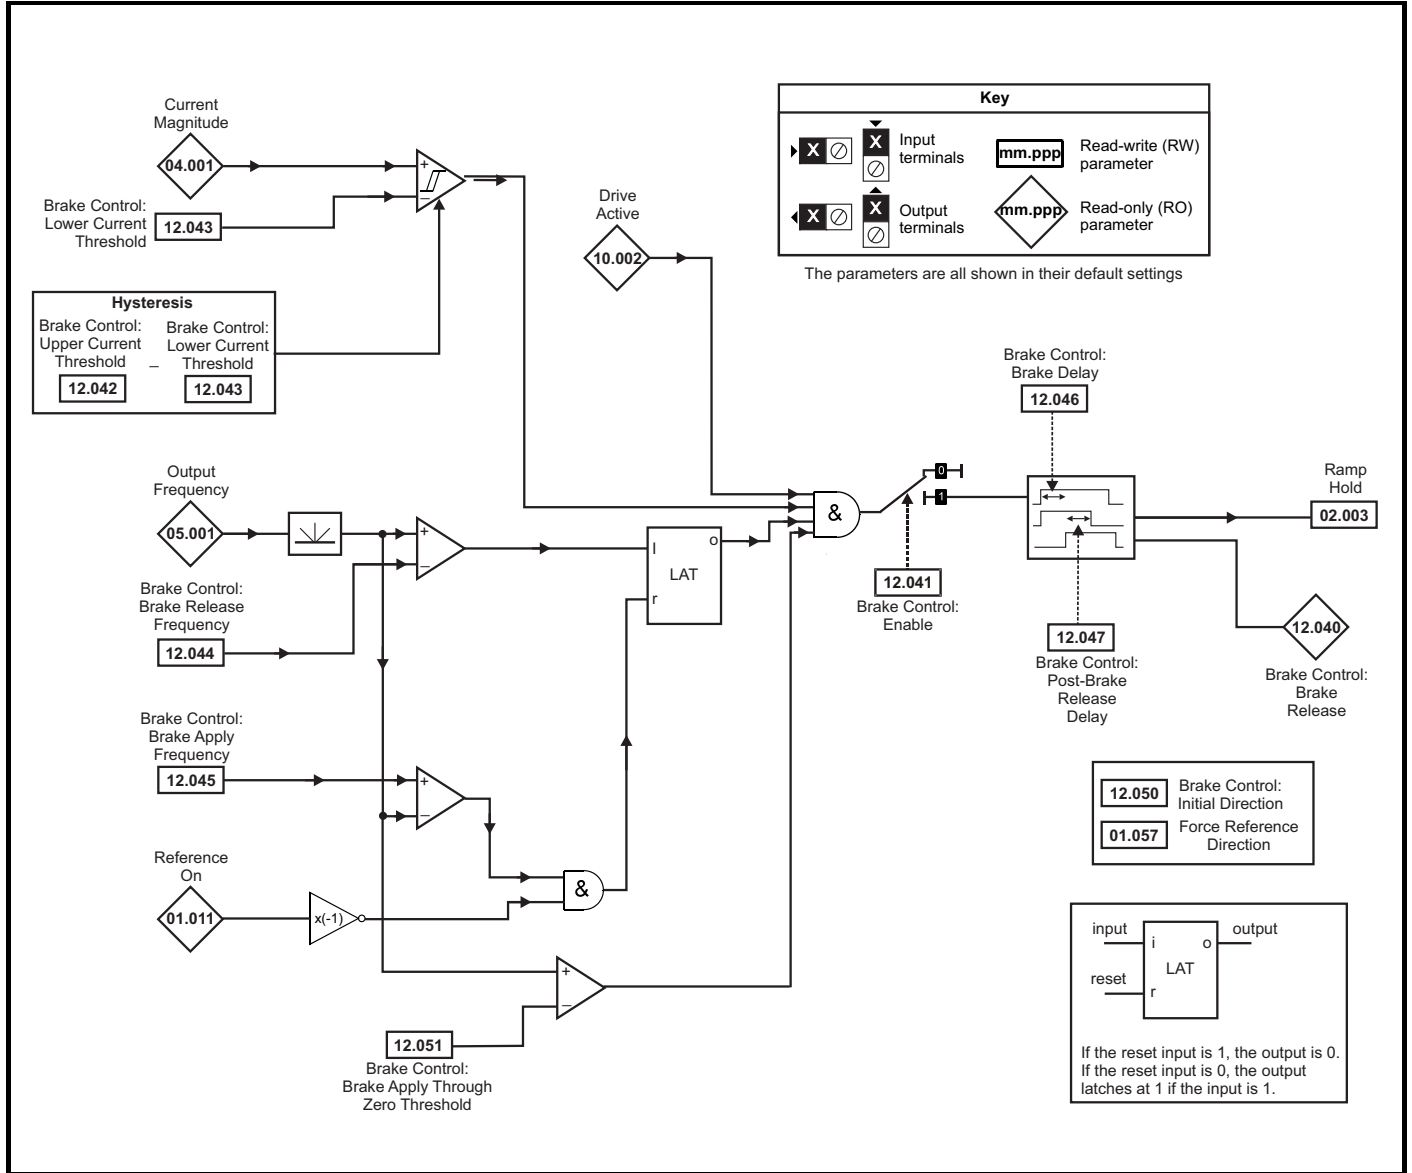 Current
Magnitude
04.001
+
–
Brake Control:
Lower Current
Threshold
12.043
Hysteresis
Brake Control:
Upper Current
Threshold
12.042
–
Brake Control:
Lower Current
Threshold
12.043
Drive
Active
10.002
Key
X
X
Input
terminals
mm.ppp
Read-write (RW)
parameter
X
X
Output
terminals
mm.ppp
Read-only (RO)
parameter
The parameters are all shown in their default settings
Output
Frequency
05.001
+
–
Brake Control:
Brake Release
Frequency
12.044
I
o
LAT
r
&
0
1
12.041
Brake Control:
Enable
Brake Control:
Brake Delay
12.046
12.047
Brake Control:
Post-Brake
Release
Delay
Ramp
Hold
02.003
12.040
Brake Control:
Brake
Release
Brake Control:
Brake Apply
Frequency
12.045
+
–
Reference
On
01.011
x(-1)
&
+
–
12.051
Brake Control:
Brake Apply Through
Zero Threshold
12.050
Brake Control:
Initial Direction
01.057
Force Reference
Direction
input
i
o
output
LAT
reset
r
If the reset input is 1, the output is 0.
If the reset input is 0, the output
latches at 1 if the input is 1.